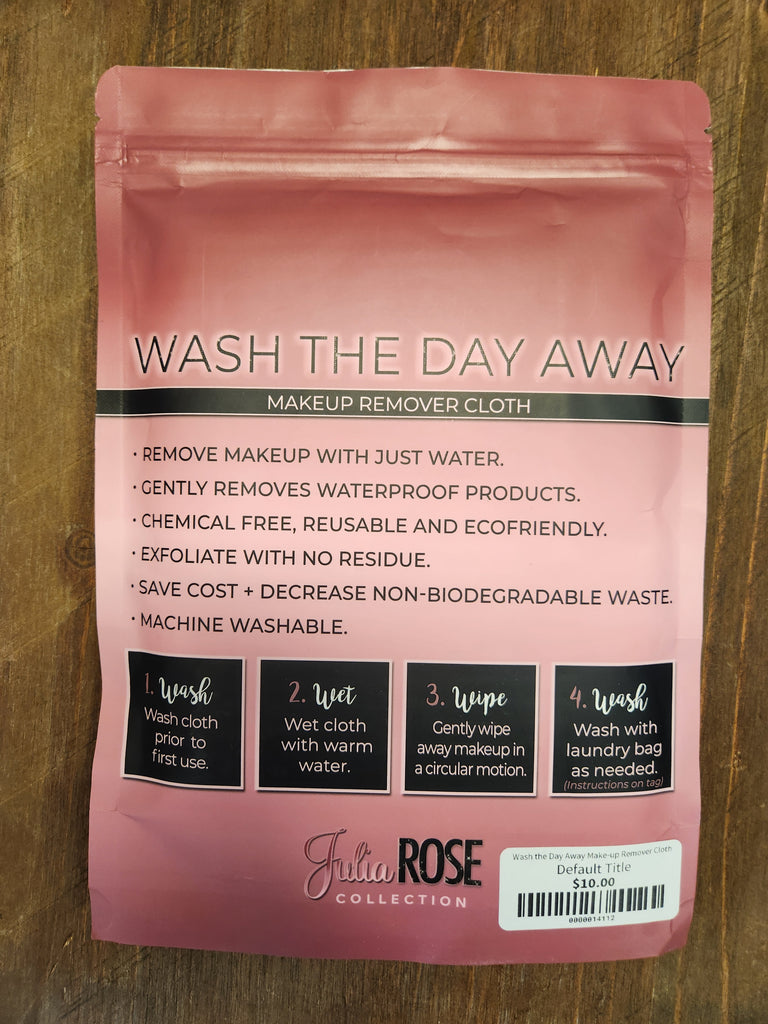 WASH THE DAY AWAY
MAKEUP REMOVER CLOTH
· REMOVE MAKEUP WITH JUST WATER.
· GENTLY REMOVES WATERPROOF PRODUCTS.
· CHEMICAL FREE, REUSABLE AND ECOFRIENDLY.
· EXFOLIATE WITH NO RESIDUE.
· SAVE COST + DECREASE NON-BIODEGRADABLE WASTE.
· MACHINE WASHABLE.
1. Wash
Wash cloth
prior to
first use.
2. Wet
Wet cloth
with warm
water.
3. Wipe
Gently wipe
away makeup in
a circular motion.
4. Wash
Wash with
laundry bag
as needed.
(Instructions on tag)
Julia ROSE
COLLECTION
Wash the Day Away Make-up Remover Cloth
Default Title
$10.00
0000014112